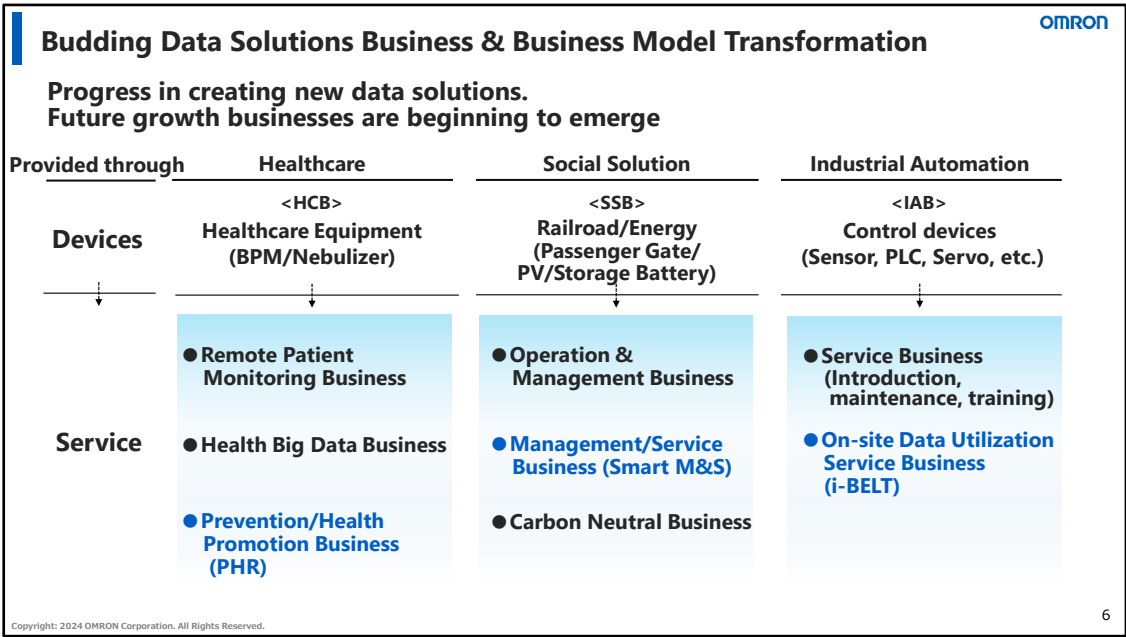 OMRON
Budding Data Solutions Business & Business Model Transformation
Progress in creating new data solutions.
Future growth businesses are beginning to emerge
Provided through
Healthcare
Social Solution
Industrial Automation
Devices
<HCB>
Healthcare Equipment
(BPM/Nebulizer)
<SSB>
Railroad/Energy
(Passenger Gate/
PV/Storage Battery)
<IAB>
Control devices
(Sensor, PLC, Servo, etc.)
Service
●Remote Patient
Monitoring Business
●Health Big Data Business
●Prevention/Health
Promotion Business
(PHR)
●Operation &
Management Business
●Management/Service
Business (Smart M&S)
●Carbon Neutral Business
●Service Business
(Introduction,
maintenance, training)
●On-site Data Utilization
Service Business
(i-BELT)
Copyright: 2024 OMRON Corporation. All Rights Reserved.
6